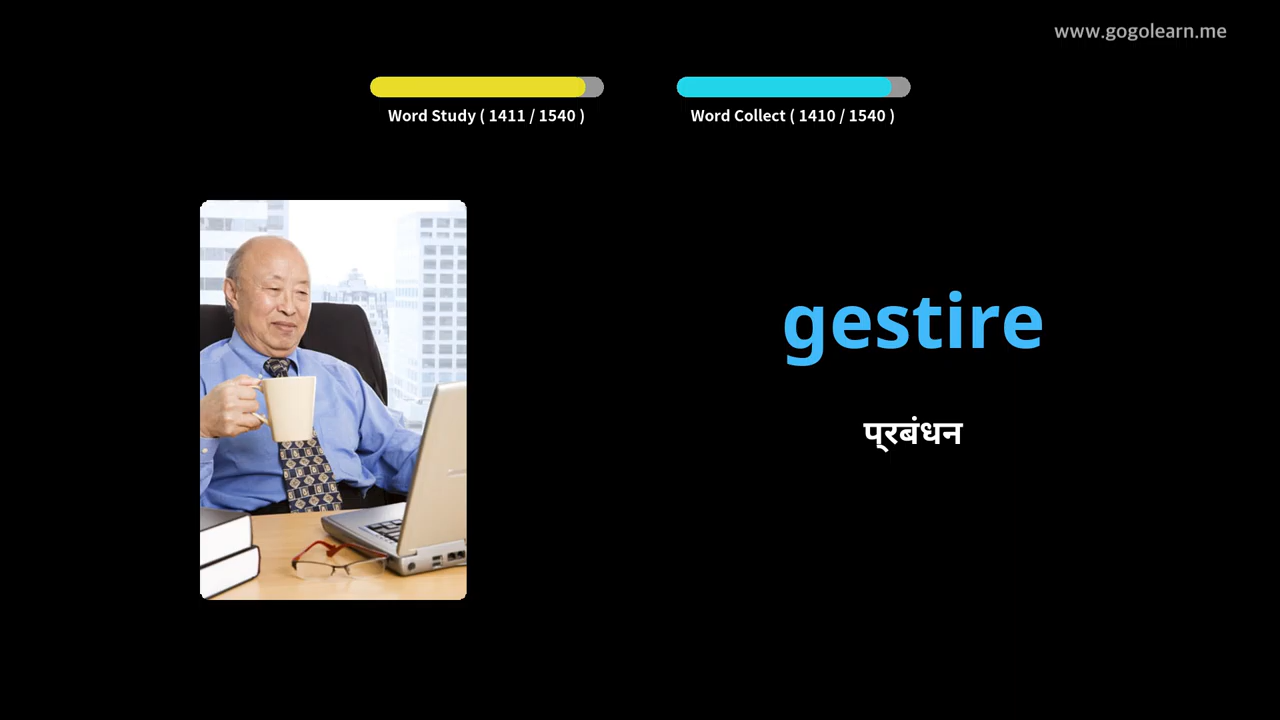 www.gogolearn.me
Word Study ( 1411 / 1540 )
Word Collect ( 1410 / 1540 )
gestire
प्रबंधन